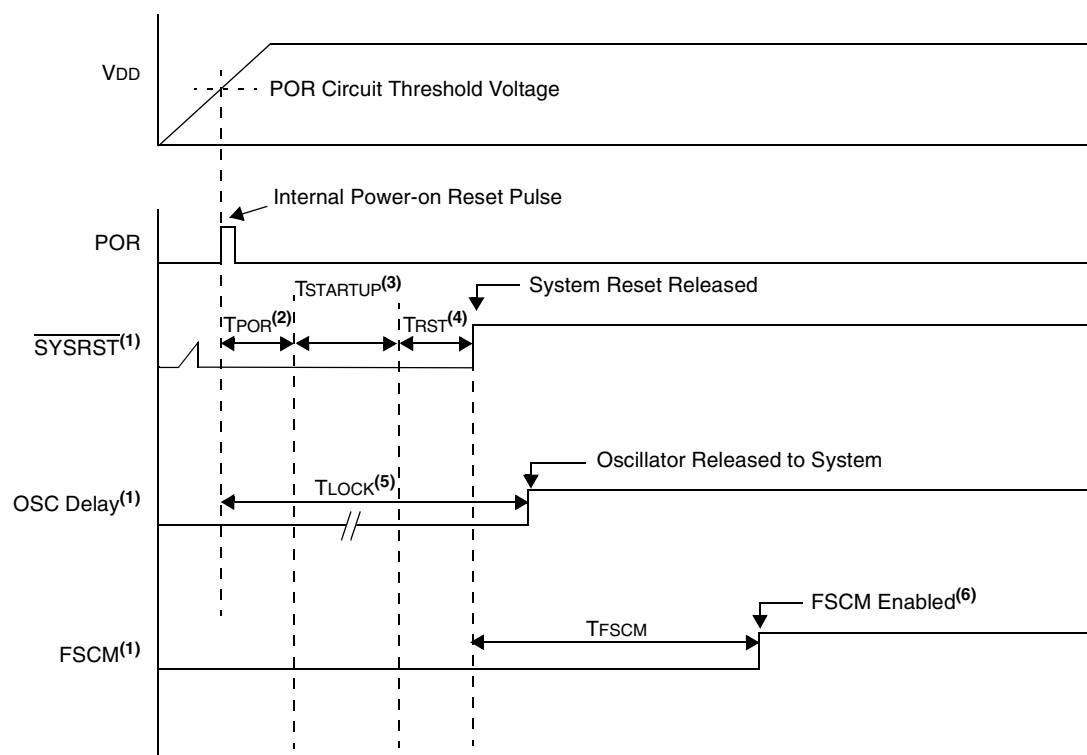 VDD
POR Circuit Threshold Voltage
Internal Power-on Reset Pulse
POR
TSTARTUP(3)
System Reset Released
TPOR(2)
TRST(4)
SYSRST(1)
Oscillator Released to System
TLOCK(5)
OSC Delay(1)
FSCM Enabled(6)
TFSCM
FSCM(1)